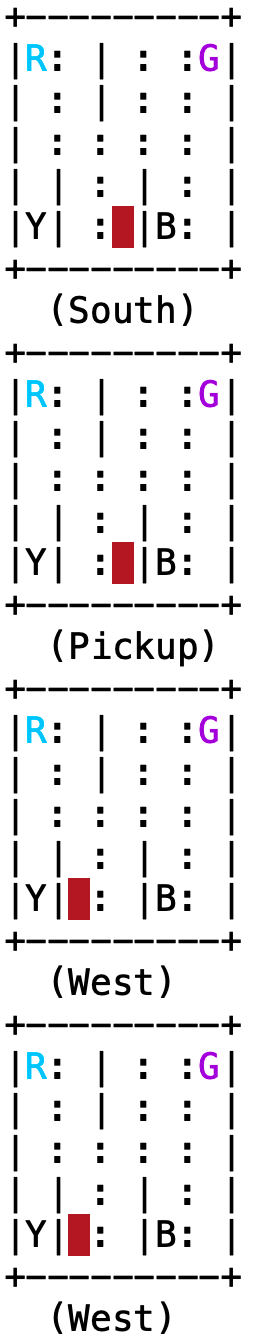 +---------+
|R: | : :G|
| : | : : |
| : : : : |
| | : | : |
|Y| : |B: |
+---------+
  (South)
+---------+
|R: | : :G|
| : | : : |
| : : : : |
| | : | : |
|Y| : |B: |
+---------+
  (Pickup)
+---------+
|R: | : :G|
| : | : : |
| : : : : |
| | : | : |
|Y| : |B: |
+---------+
  (West)
+---------+
|R: | : :G|
| : | : : |
| : : : : |
| | : | : |
|Y| : |B: |
+---------+
  (West)